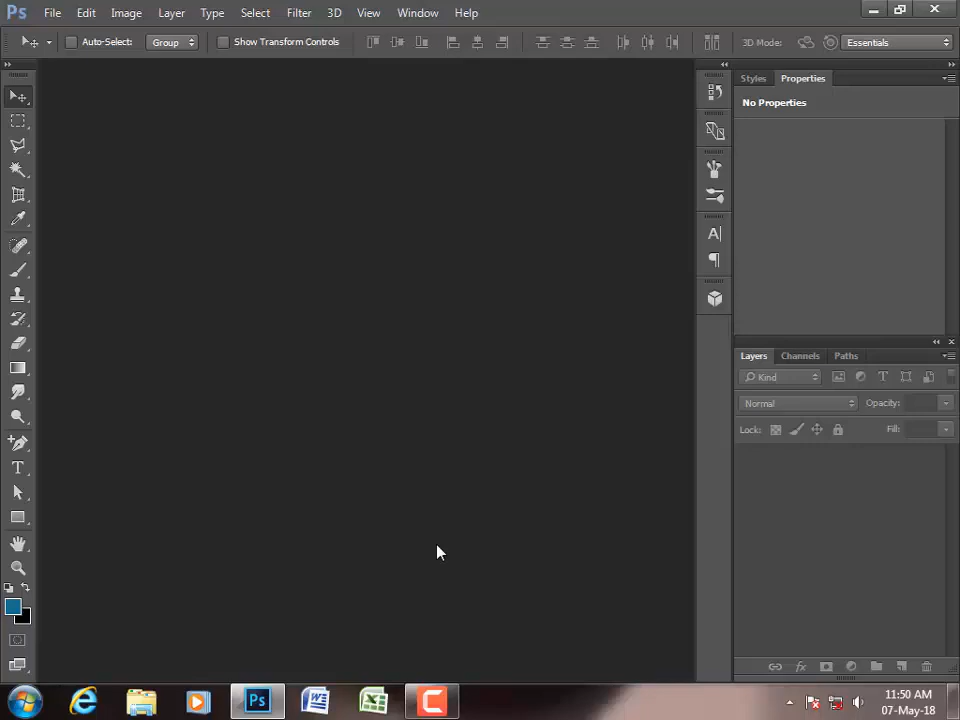 Ps File Edit Image Layer Type Select Filter 3D View Window Help
Auto-Select: Group Show Transform Controls 3D Mode: Essentials
Styles Properties
No Properties
Layers Channels Paths
Kind
Normal Opacity:
Lock: Fill:
Ps
11:50 AM
07-May-18